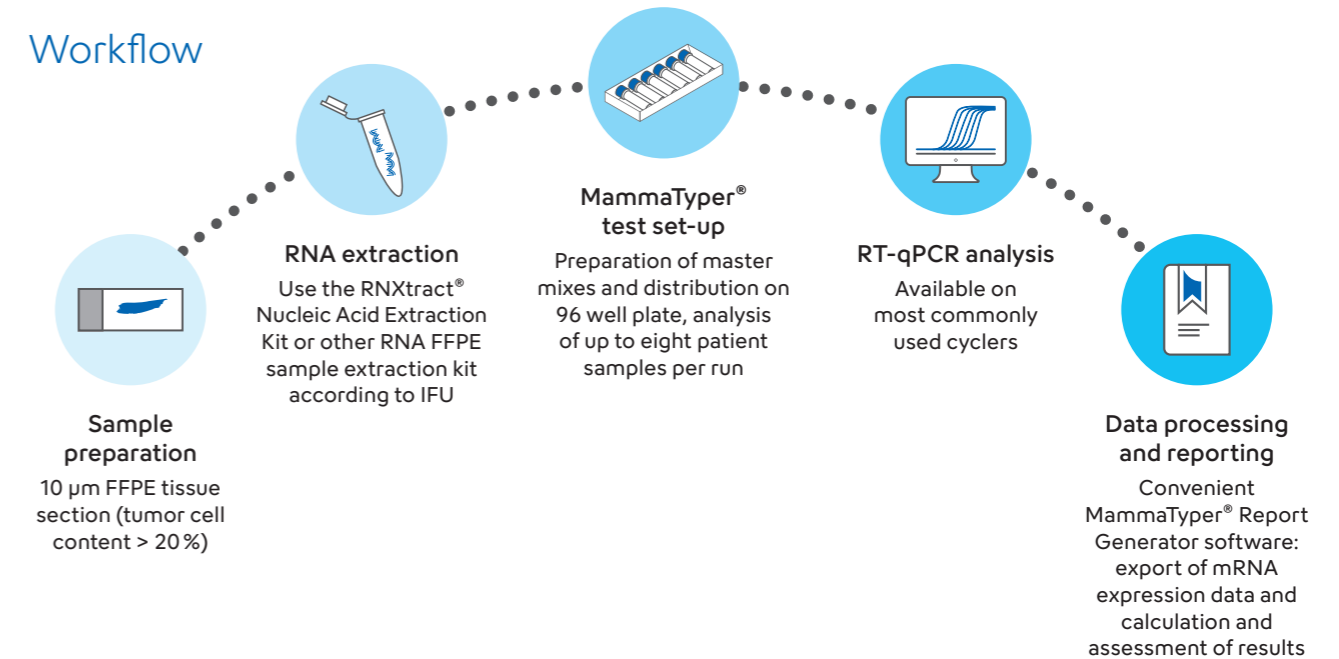 Workflow
Sample
preparation
10 µm FFPE tissue
section (tumor cell
content > 20 %)
RNA extraction
Use the RNXtract®
Nucleic Acid Extraction
Kit or other RNA FFPE
sample extraction kit
according to IFU
MammaTyper®
test set-up
Preparation of master
mixes and distribution on
96 well plate, analysis
of up to eight patient
samples per run
RT-qPCR analysis
Available on
most commonly
used cyclers
Data processing
and reporting
Convenient
MammaTyper® Report
Generator software:
export of mRNA
expression data and
calculation and
assessment of results